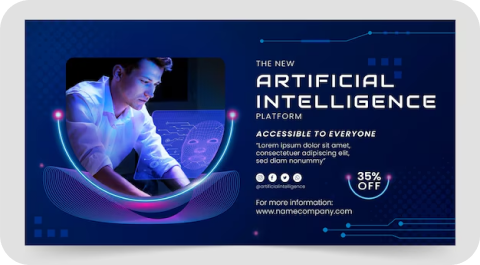 THE NEW
ARTIFICIAL
INTELLIGENCE
PLATFORM
ACCESSIBLE TO EVERYONE
"Lorem ipsum dolor sit amet,
consectetuer adipiscing elit,
sed diam nonummy"
@artificialintelligence
35%
OFF
For more information:
www.namecompany.com